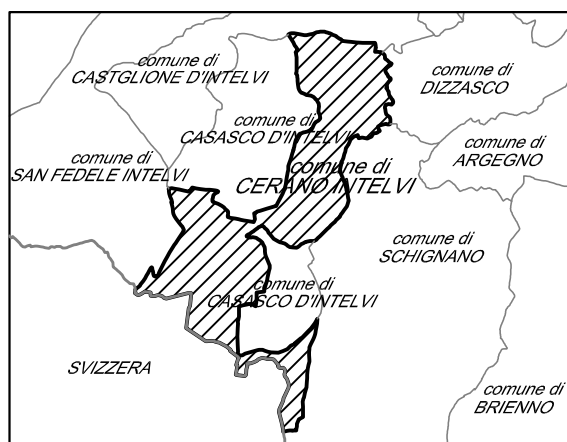 comune di
CASTGLIONE D'INTELVI
comune di
DIZZASCO
comune di
CASASCO D'INTELVI
comune di
ARGEGNO
comune di
SAN FEDELE INTELVI
comune di
CERANO INTELVI
comune di
SCHIGNANO
comune di
CASASCO D'INTELVI
SVIZZERA
comune di
BRIENNO